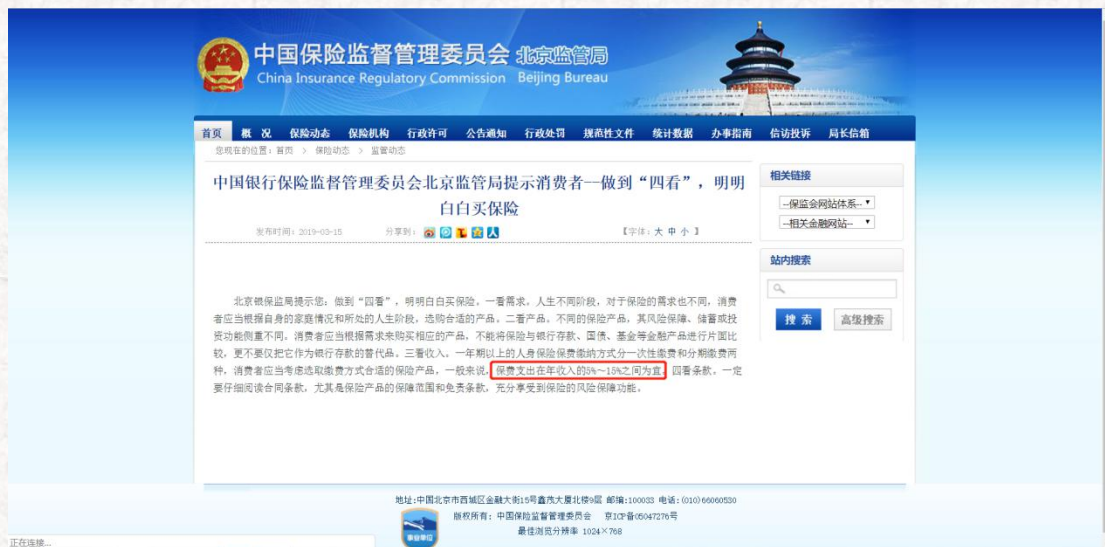 中国保险监督管理委员会 北京监管局
China Insurance Regulatory Commission Beijing Bureau
首页 概 况 保险动态 保险机构 行政许可 公告通知 行政处罚 规范性文件 统计数据 办事指南 信访投诉 局长信箱
您现在的位置：首页 > 保险动态 > 监管动态
中国银行保险监督管理委员会北京监管局提示消费者--做到“四看”，明明
白白买保险
发布时间：2019-03-15 分享到： 【字体：大 中 小 】
北京银保监局提示您：做到“四看”，明明白白买保险。一看需求。人生不同阶段，对于保险的需求也不同，消费
者应当根据自身的家庭情况和所处的人生阶段，选购合适的产品。二看产品。不同的保险产品，其风险保障、储蓄或投
资功能侧重不同。消费者应当根据需求来购买相应的产品，不能将保险与银行存款、国债、基金等金融产品进行片面比
较，更不要仅把它作为银行存款的替代品。三看收入。一年期以上的人身保险保费缴纳方式分一次性缴费和分期缴费两
种，消费者应当考虑选取缴费方式合适的保险产品，一般来说，保费支出在年收入的5%～15%之间为宜。四看条款。一定
要仔细阅读合同条款，尤其是保险产品的保障范围和免责条款，充分享受到保险的风险保障功能。
相关链接
--保监会网站体系--
--相关金融网站--
站内搜索
搜 索 高级搜索
地址:中国北京市西城区金融大街15号鑫茂大厦北楼9层 邮编:100033 电话:(010)66060530
版权所有：中国保险监督管理委员会 京ICP备05047276号
最佳浏览分辨率 1024×768
事业单位
正在连接...